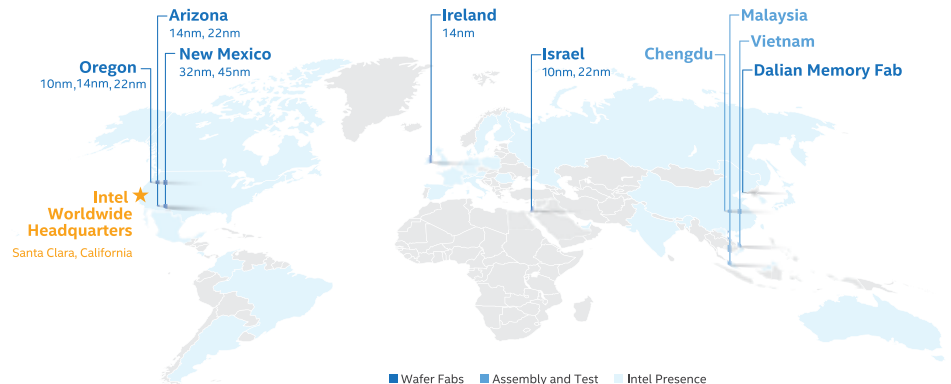 Arizona
14nm, 22nm
New Mexico
32nm, 45nm
Oregon
10nm,14nm, 22nm
Intel
Worldwide
Headquarters
Santa Clara, California
Ireland
14nm
Israel
10nm, 22nm
Malaysia
Vietnam
Chengdu
Dalian Memory Fab
Wafer Fabs
Assembly and Test
Intel Presence